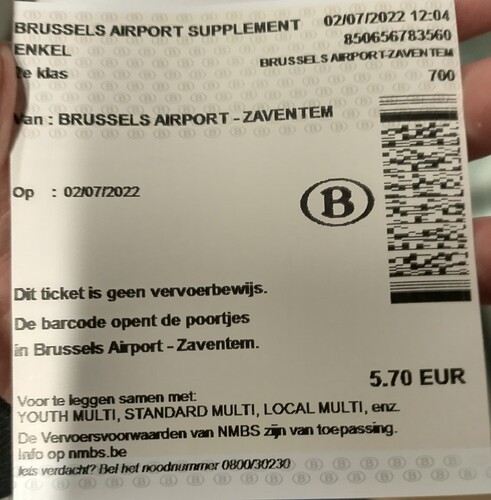 BRUSSELS AIRPORT SUPPLEMENT 02/07/2022 12:04
ENKEL 850656783560
2e klas BRUSSELS AIRPORT-ZAVENTEM
700
Van : BRUSSELS AIRPORT - ZAVENTEM
Op : 02/07/2022
B
Dit ticket is geen vervoerbewijs.
De barcode opent de poortjes
in Brussels Airport - Zaventem.
5.70 EUR
Voor te leggen samen met:
YOUTH MULTI, STANDARD MULTI, LOCAL MULTI, enz.
De Vervoersvoorwaarden van NMBS zijn van toepassing.
Info op nmbs.be
Iets verdacht? Bel het noodnummer 0800/30230